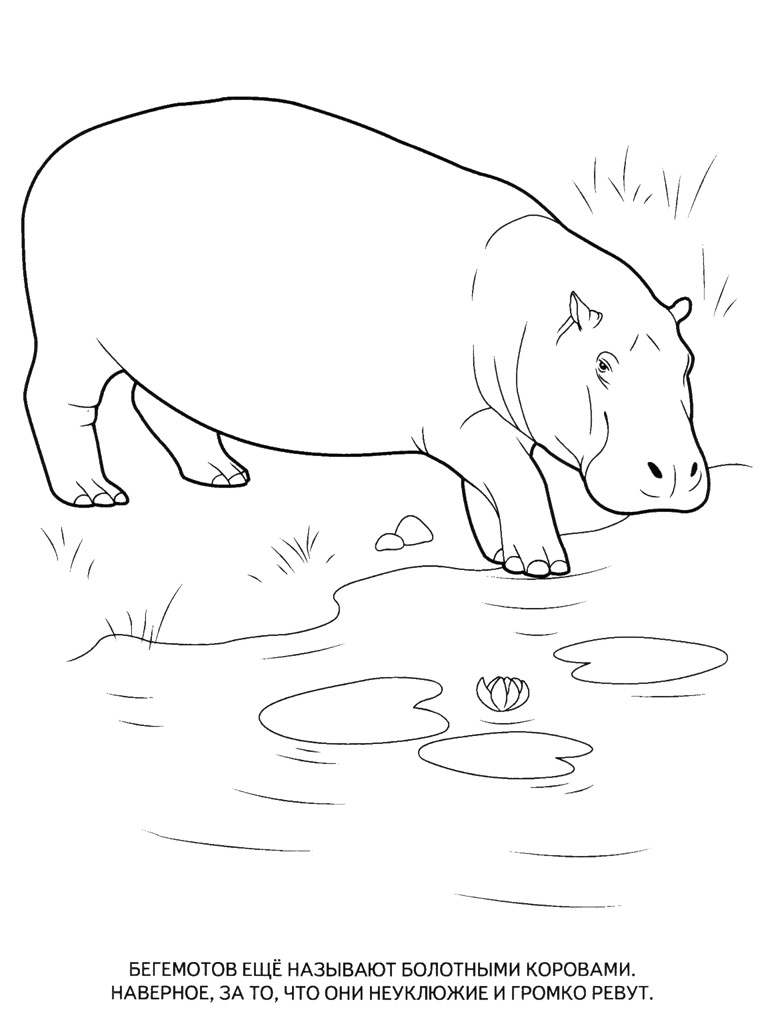 БЕГЕМОТОВ ЕЩЁ НАЗЫВАЮТ БОЛОТНЫМИ КОРОВАМИ.
НАВЕРНОЕ, ЗА ТО, ЧТО ОНИ НЕУКЛЮЖИЕ И ГРОМКО РЕВУТ.